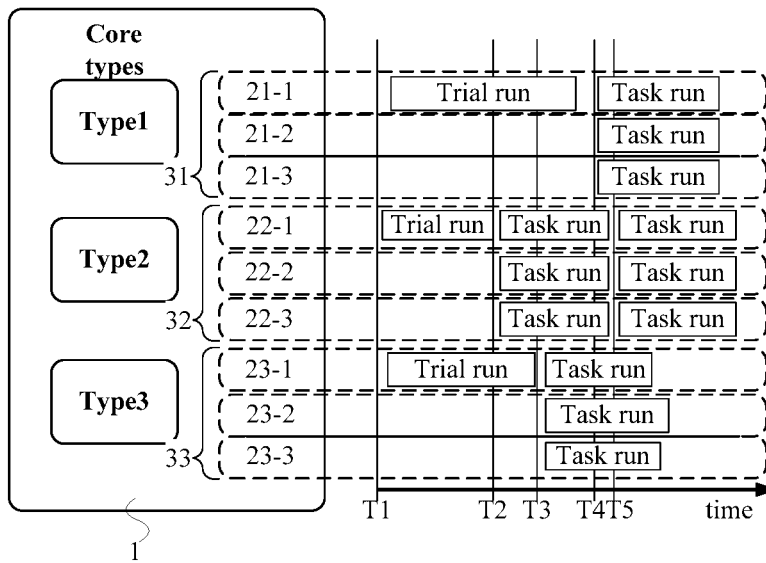 Core
types
Type1
31
21-1 Trial run Task run
21-2 Task run
21-3 Task run
Type2
32
22-1 Trial run Task run Task run
22-2 Task run Task run
22-3 Task run Task run
Type3
33
23-1 Trial run Task run
23-2 Task run
23-3 Task run
T1 T2 T3 T4 T5 time
1